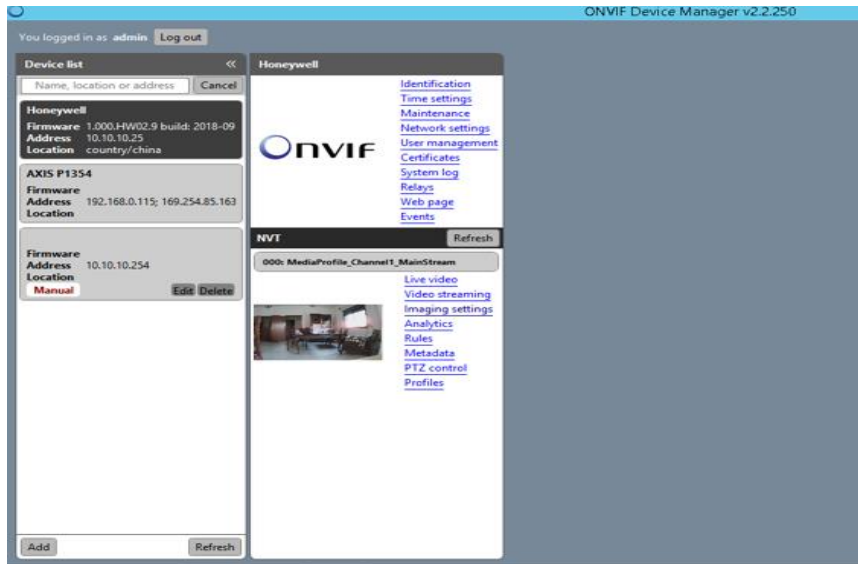 ONVIF Device Manager v2.2.250
You logged in as admin Log out
Device list «
Name, location or address Cancel
Honeywell
Firmware 1.000.HW02.9 build: 2018-09
Address 10.10.10.25
Location country/china
AXIS P1354
Firmware
Address 192.168.0.115; 169.254.85.163
Location
Firmware
Address 10.10.10.254
Location
Manual Edit Delete
Add Refresh
Honeywell
ONVIF
Identification
Time settings
Maintenance
Network settings
User management
Certificates
System log
Relays
Web page
Events
NVT Refresh
000: MediaProfile_Channel1_MainStream
Live video
Video streaming
Imaging settings
Analytics
Rules
Metadata
PTZ control
Profiles